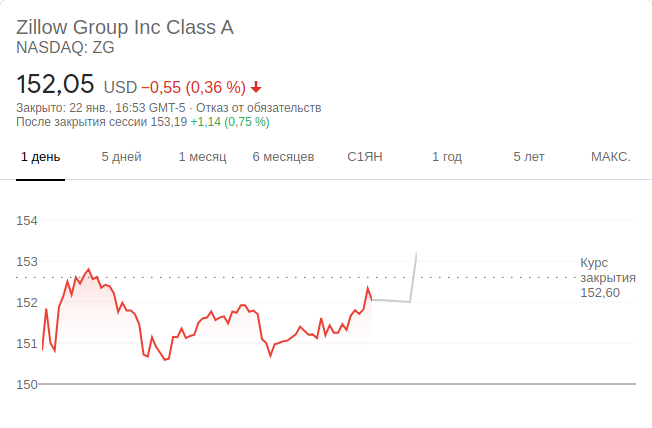 Zillow Group Inc Class A
NASDAQ: ZG
152,05 USD −0,55 (0,36 %)
Закрыто: 22 янв., 16:53 GMT-5 · Отказ от обязательств
После закрытия сессии 153,19 +1,14 (0,75 %)
1 день 5 дней 1 месяц 6 месяцев С1ЯН 1 год 5 лет МАКС.
154
153
Курс
закрытия
152,60
152
151
150